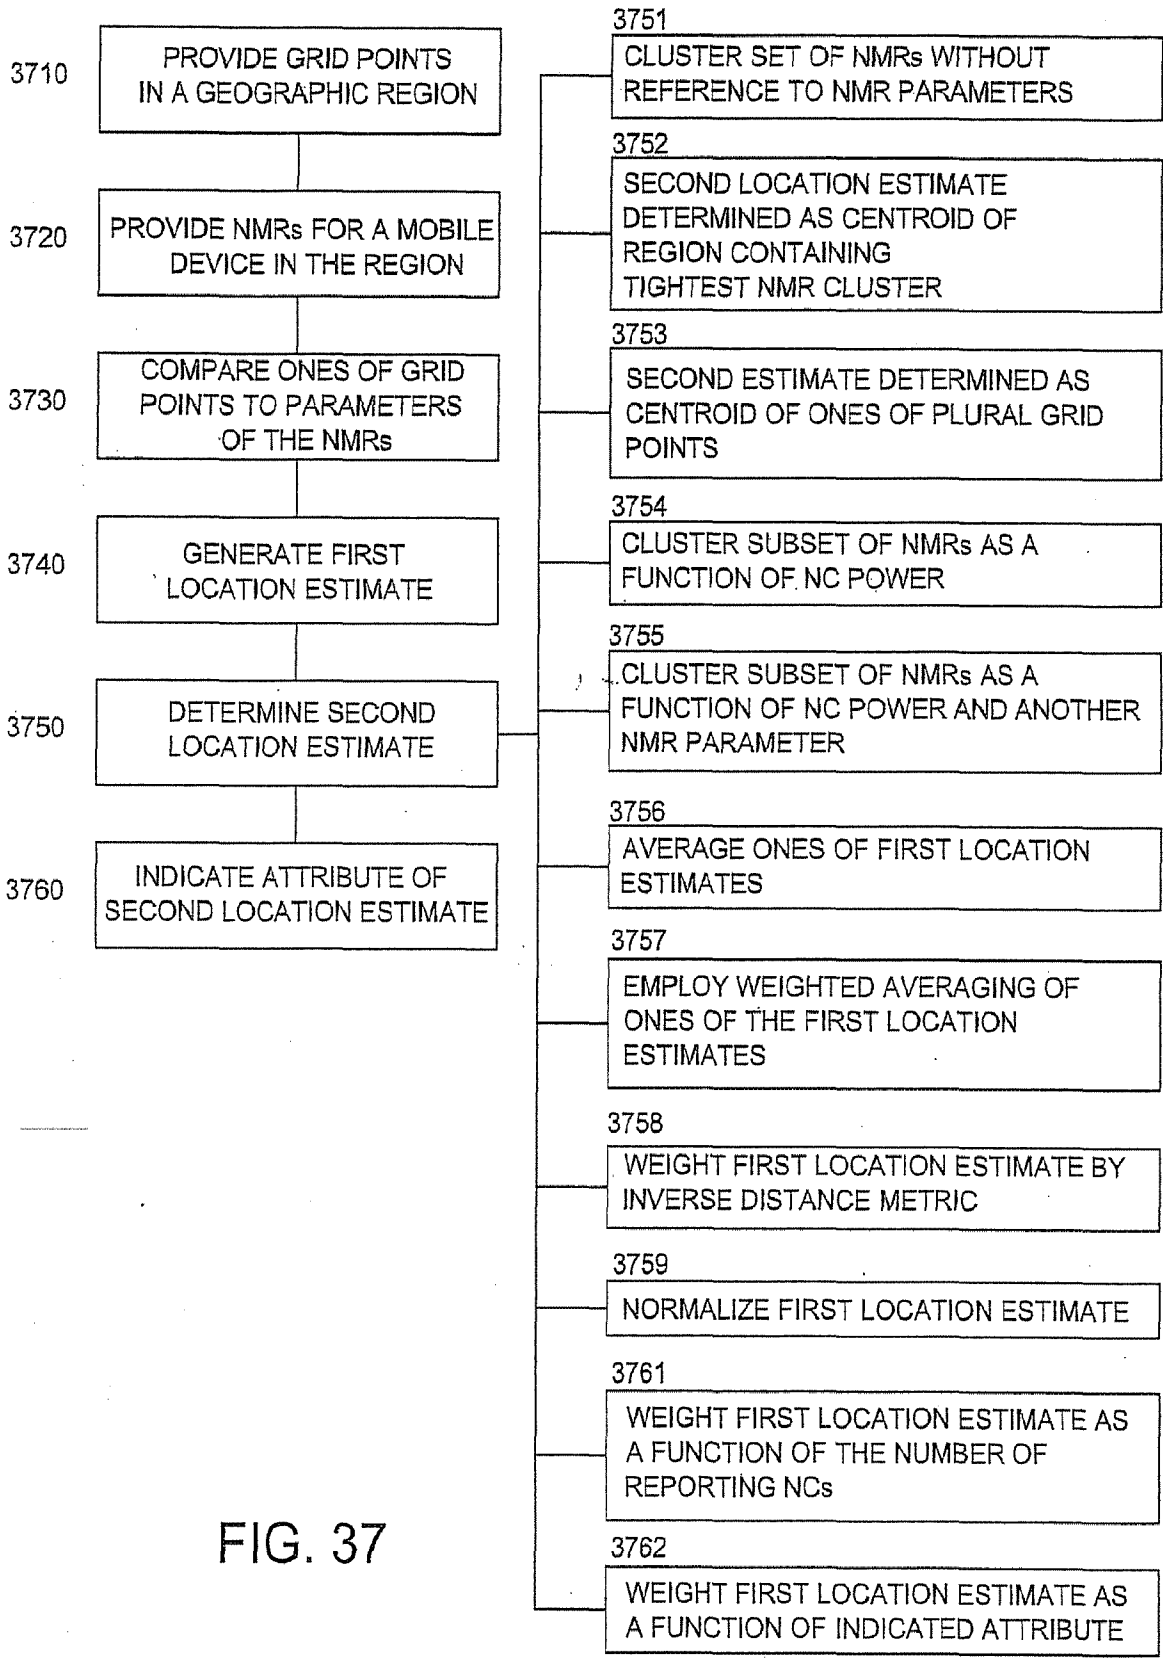 3710
PROVIDE GRID POINTS
IN A GEOGRAPHIC REGION
3720
PROVIDE NMRs FOR A MOBILE
DEVICE IN THE REGION
3730
COMPARE ONES OF GRID
POINTS TO PARAMETERS
OF THE NMRs
3740
GENERATE FIRST
LOCATION ESTIMATE
3750
DETERMINE SECOND
LOCATION ESTIMATE
3760
INDICATE ATTRIBUTE OF
SECOND LOCATION ESTIMATE
3751
CLUSTER SET OF NMRs WITHOUT
REFERENCE TO NMR PARAMETERS
3752
SECOND LOCATION ESTIMATE
DETERMINED AS CENTROID OF
REGION CONTAINING
TIGHTEST NMR CLUSTER
3753
SECOND ESTIMATE DETERMINED AS
CENTROID OF ONES OF PLURAL GRID
POINTS
3754
CLUSTER SUBSET OF NMRs AS A
FUNCTION OF NC POWER
3755
CLUSTER SUBSET OF NMRs AS A
FUNCTION OF NC POWER AND ANOTHER
NMR PARAMETER
3756
AVERAGE ONES OF FIRST LOCATION
ESTIMATES
3757
EMPLOY WEIGHTED AVERAGING OF
ONES OF THE FIRST LOCATION
ESTIMATES
3758
WEIGHT FIRST LOCATION ESTIMATE BY
INVERSE DISTANCE METRIC
3759
NORMALIZE FIRST LOCATION ESTIMATE
3761
WEIGHT FIRST LOCATION ESTIMATE AS
A FUNCTION OF THE NUMBER OF
REPORTING NCs
3762
WEIGHT FIRST LOCATION ESTIMATE AS
A FUNCTION OF INDICATED ATTRIBUTE
FIG. 37